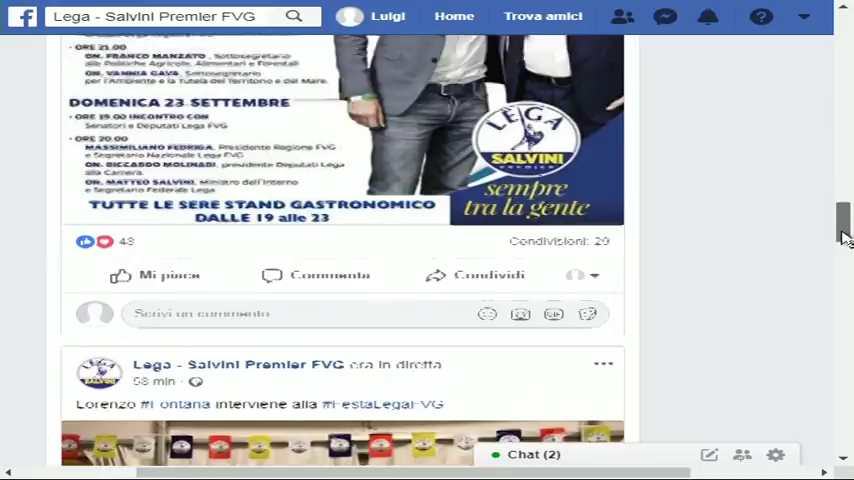 Lega - Salvini Premier FVG
Luigi
Home
Trova amici
• ORE 21.00
ON. FRANCO MANZATO, Sottosegretario
alle Politiche Agricole, Alimentari e Forestali
ON. VANNIA GAVA, Sottosegretario
per l'Ambiente e la Tutela del Territorio e del Mare.
DOMENICA 23 SETTEMBRE
• ORE 19.00 INCONTRO CON
Senatori e Deputati Lega FVG
• ORE 20.00
MASSIMILIANO FEDRIGA, Presidente Regione FVG
e Segretario Nazionale Lega FVG
ON. RICCARDO MOLINARI, presidente Deputati Lega
alla Camera.
ON. MATTEO SALVINI, Ministro dell'Interno
e Segretario Federale Lega
TUTTE LE SERE STAND GASTRONOMICO
DALLE 19 alle 23
LEGA
SALVINI
PREMIER
sempre
tra la gente
48
Condivisioni: 29
Mi piace
Commenta
Condividi
Scrivi un commento
GIF
Lega - Salvini Premier FVG era in diretta
58 min ·
Lorenzo #Fontana interviene alla #FestaLegaFVG
Chat (2)